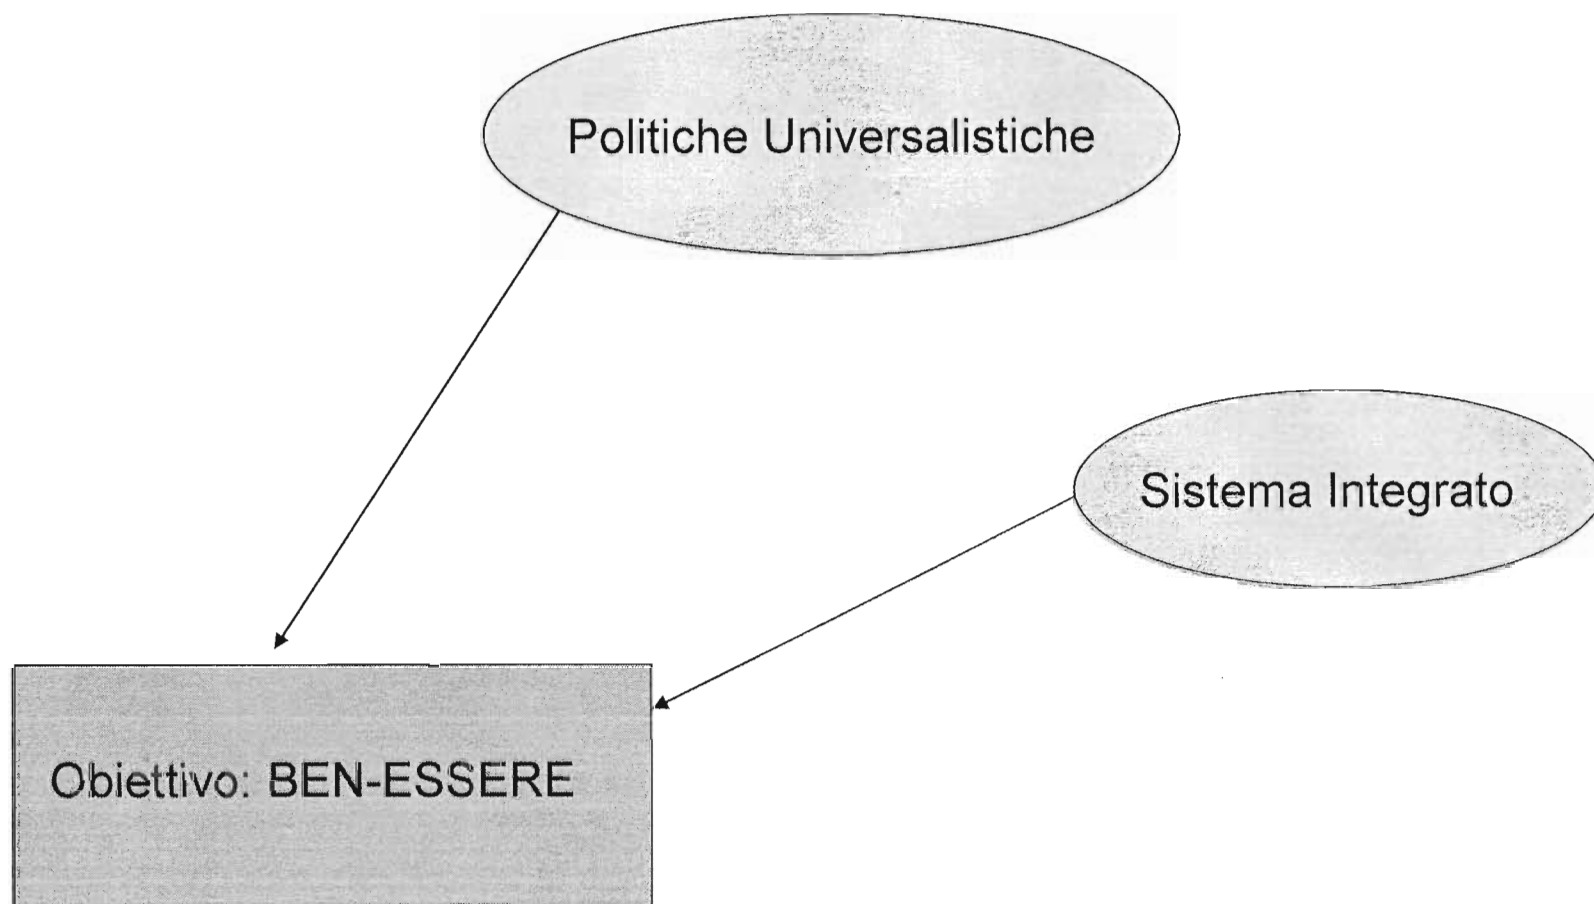 Politiche Universalistiche
Sistema Integrato
Obiettivo: BEN-ESSERE